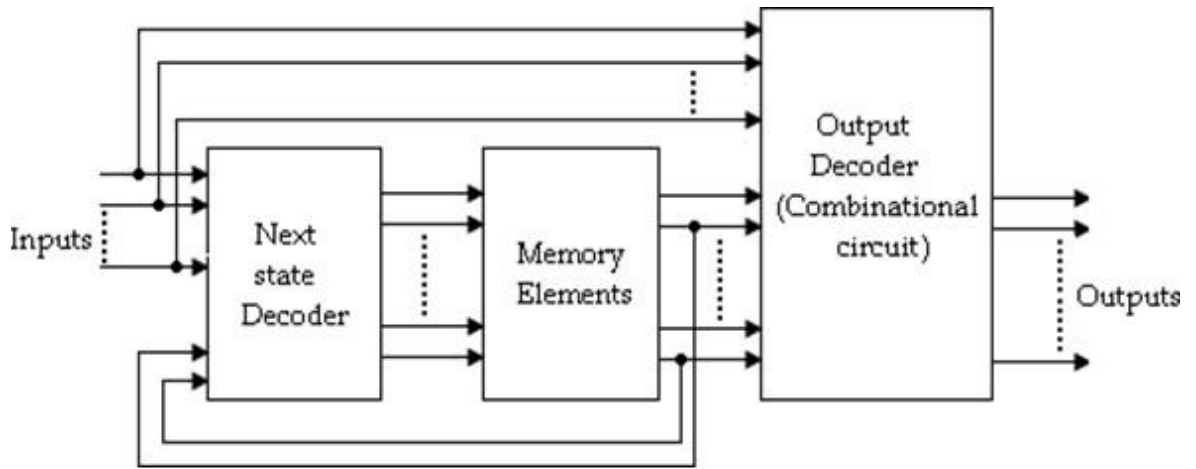 Inputs
Next
state
Decoder
Memory
Elements
Output
Decoder
(Combinational
circuit)
Outputs